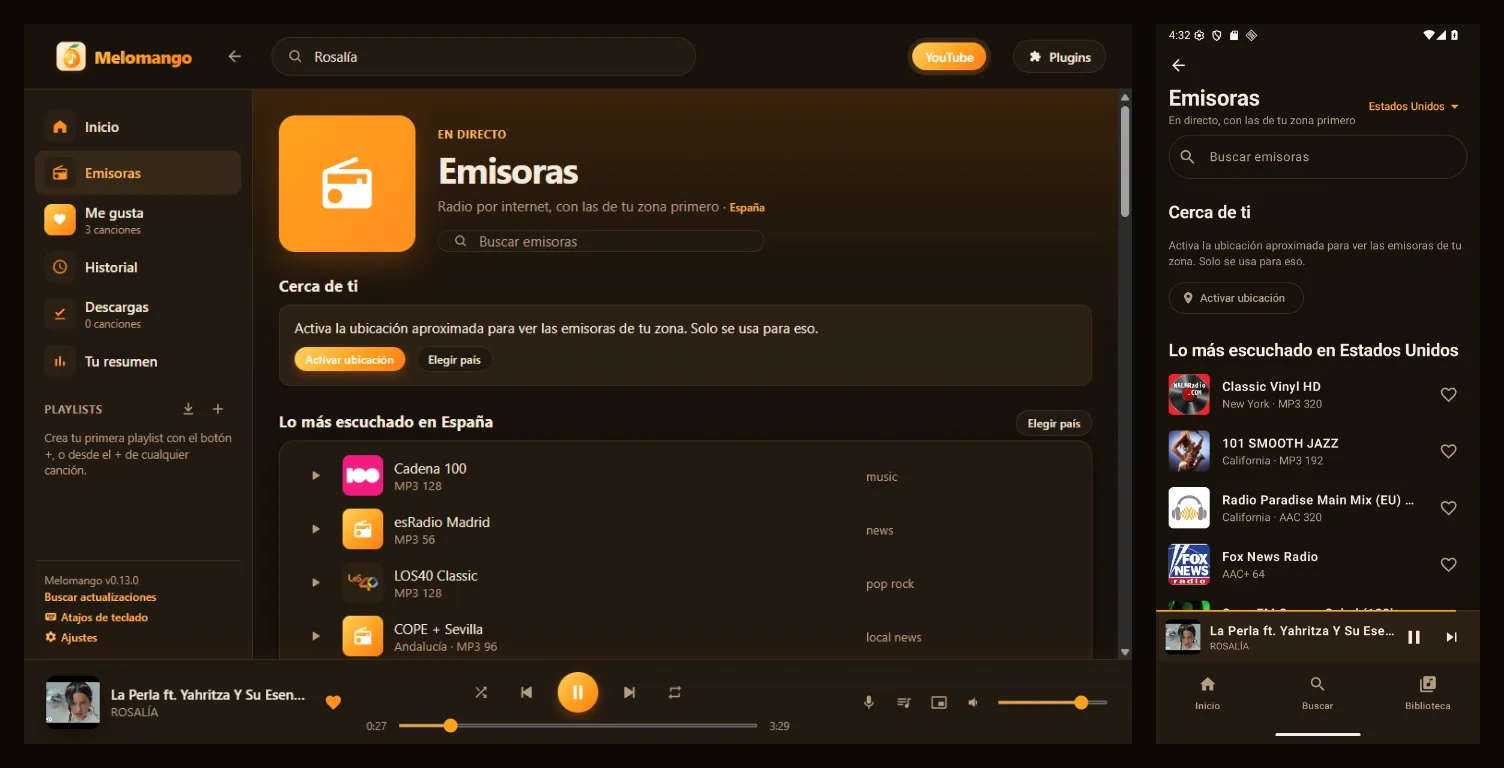 Melomango
Rosalía
YouTube
Plugins
Inicio
Emisoras
Me gusta
3 canciones
Historial
Descargas
0 canciones
Tu resumen
PLAYLISTS
Crea tu primera playlist con el botón
+, o desde el + de cualquier
canción.
Melomango v0.13.0
Buscar actualizaciones
Atajos de teclado
Ajustes
EN DIRECTO
Emisoras
Radio por internet, con las de tu zona primero · España
Buscar emisoras
Cerca de ti
Activa la ubicación aproximada para ver las emisoras de tu zona. Solo se usa para eso.
Activar ubicación
Elegir país
Lo más escuchado en España
Elegir país
100
Cadena 100
MP3 128
music
esRadio Madrid
MP3 56
news
LOS40 Classic
MP3 128
pop rock
COPE + Sevilla
Andalucía · MP3 96
local news
La Perla ft. Yahritza Y Su Esen...
ROSALÍA
0:27
3:29
4:32
Emisoras
Estados Unidos
En directo, con las de tu zona primero
Buscar emisoras
Cerca de ti
Activa la ubicación aproximada para ver las emisoras de tu
zona. Solo se usa para eso.
Activar ubicación
Lo más escuchado en Estados Unidos
Classic Vinyl HD
New York · MP3 320
101 SMOOTH JAZZ
California · MP3 192
Radio Paradise Main Mix (EU) ...
California · AAC 320
FOX
NEWS
radio
Fox News Radio
AAC+ 64
La Perla ft. Yahritza Y Su Ese...
ROSALÍA
Inicio
Buscar
Biblioteca